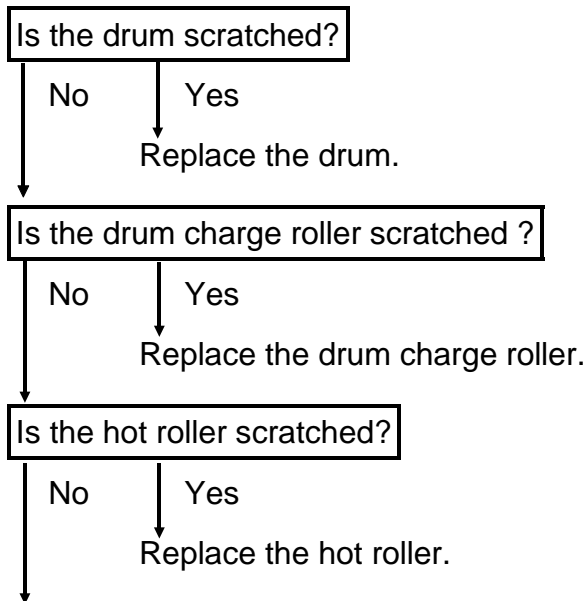 Is the drum scratched?
No Yes
Replace the drum.
Is the drum charge roller scratched ?
No Yes
Replace the drum charge roller.
Is the hot roller scratched?
No Yes
Replace the hot roller.